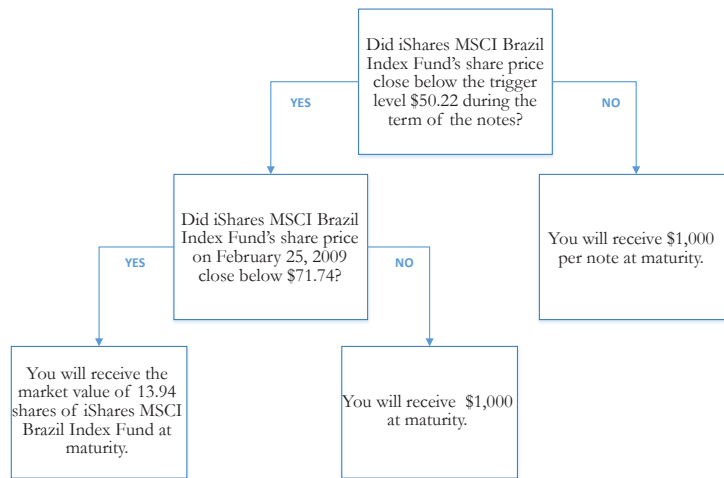 Did iShares MSCI Brazil
Index Fund's share price
close below the trigger
level $50.22 during the
term of the notes?
YES
NO
Did iShares MSCI Brazil
Index Fund's share price
on February 25, 2009
close below $71.74?
You will receive $1,000
per note at maturity.
YES
NO
You will receive the
market value of 13.94
shares of iShares MSCI
Brazil Index Fund at
maturity.
You will receive $1,000
at maturity.